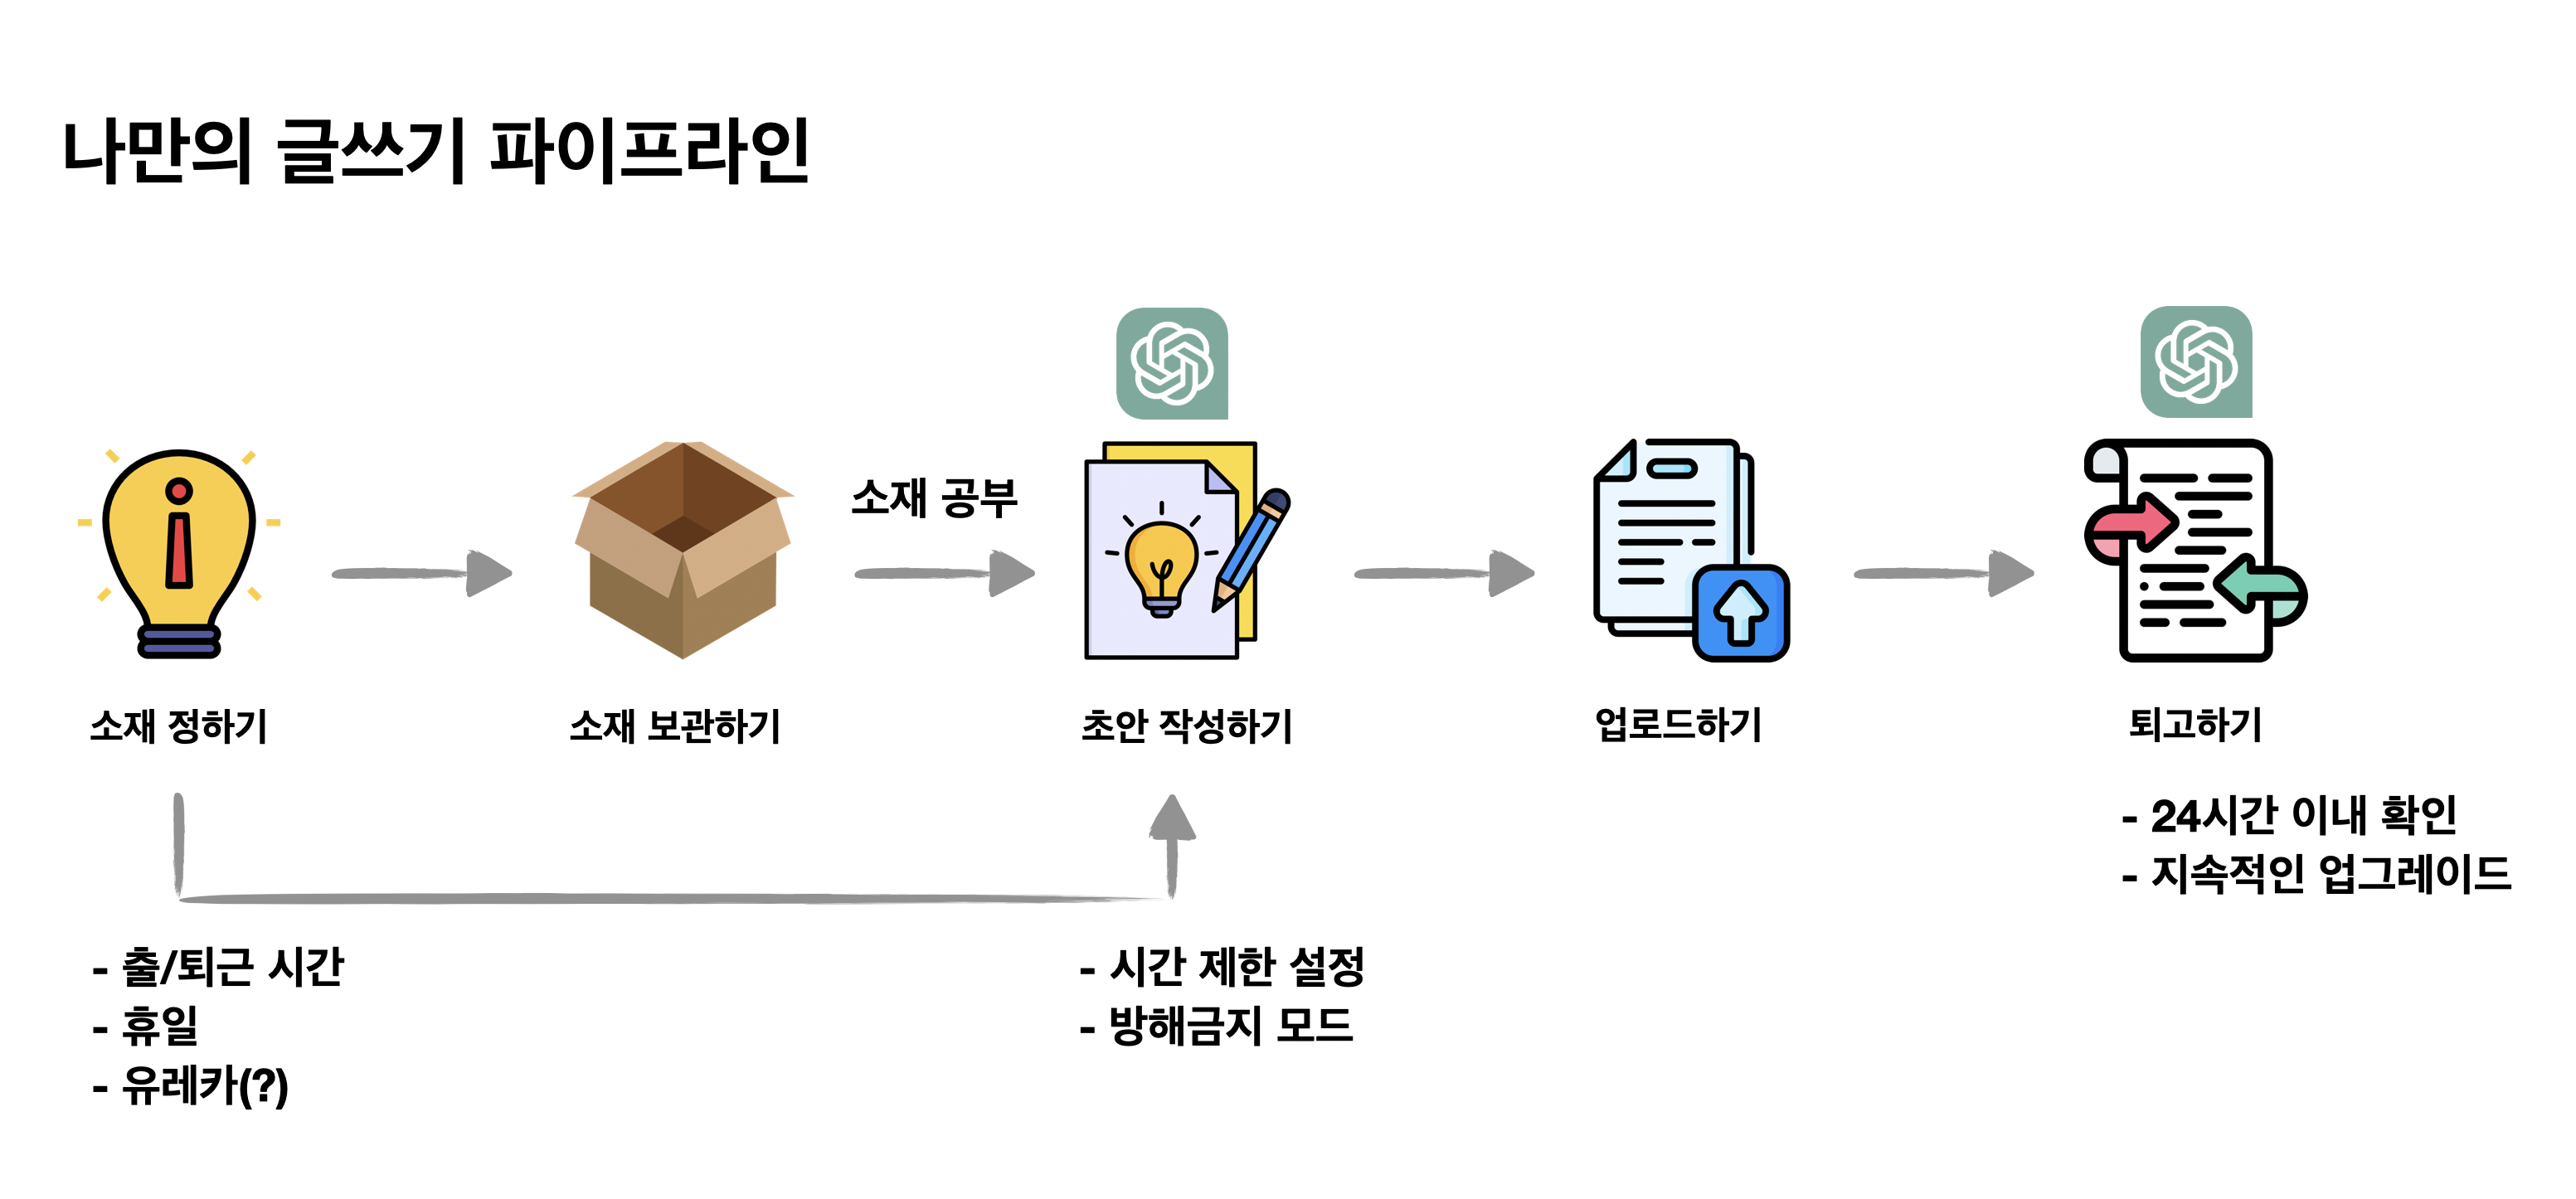 나만의 글쓰기 파이프라인
소재 공부
소재 정하기
소재 보관하기
초안 작성하기
업로드하기
퇴고하기
- 24시간 이내 확인
- 지속적인 업그레이드
- 출/퇴근 시간
- 휴일
- 유레카(?)
- 시간 제한 설정
- 방해금지 모드